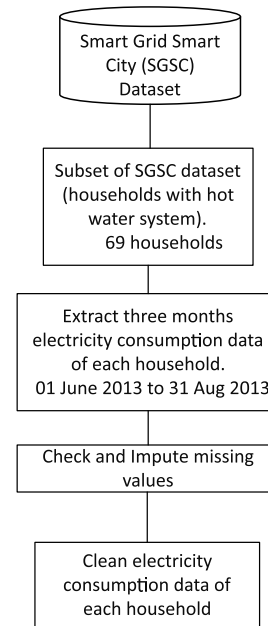 Smart Grid Smart
City (SGSC)
Dataset
Subset of SGSC dataset
(households with hot
water system).
69 households
Extract three months
electricity consumption data
of each household.
01 June 2013 to 31 Aug 2013
Check and Impute missing
values
Clean electricity
consumption data of
each household